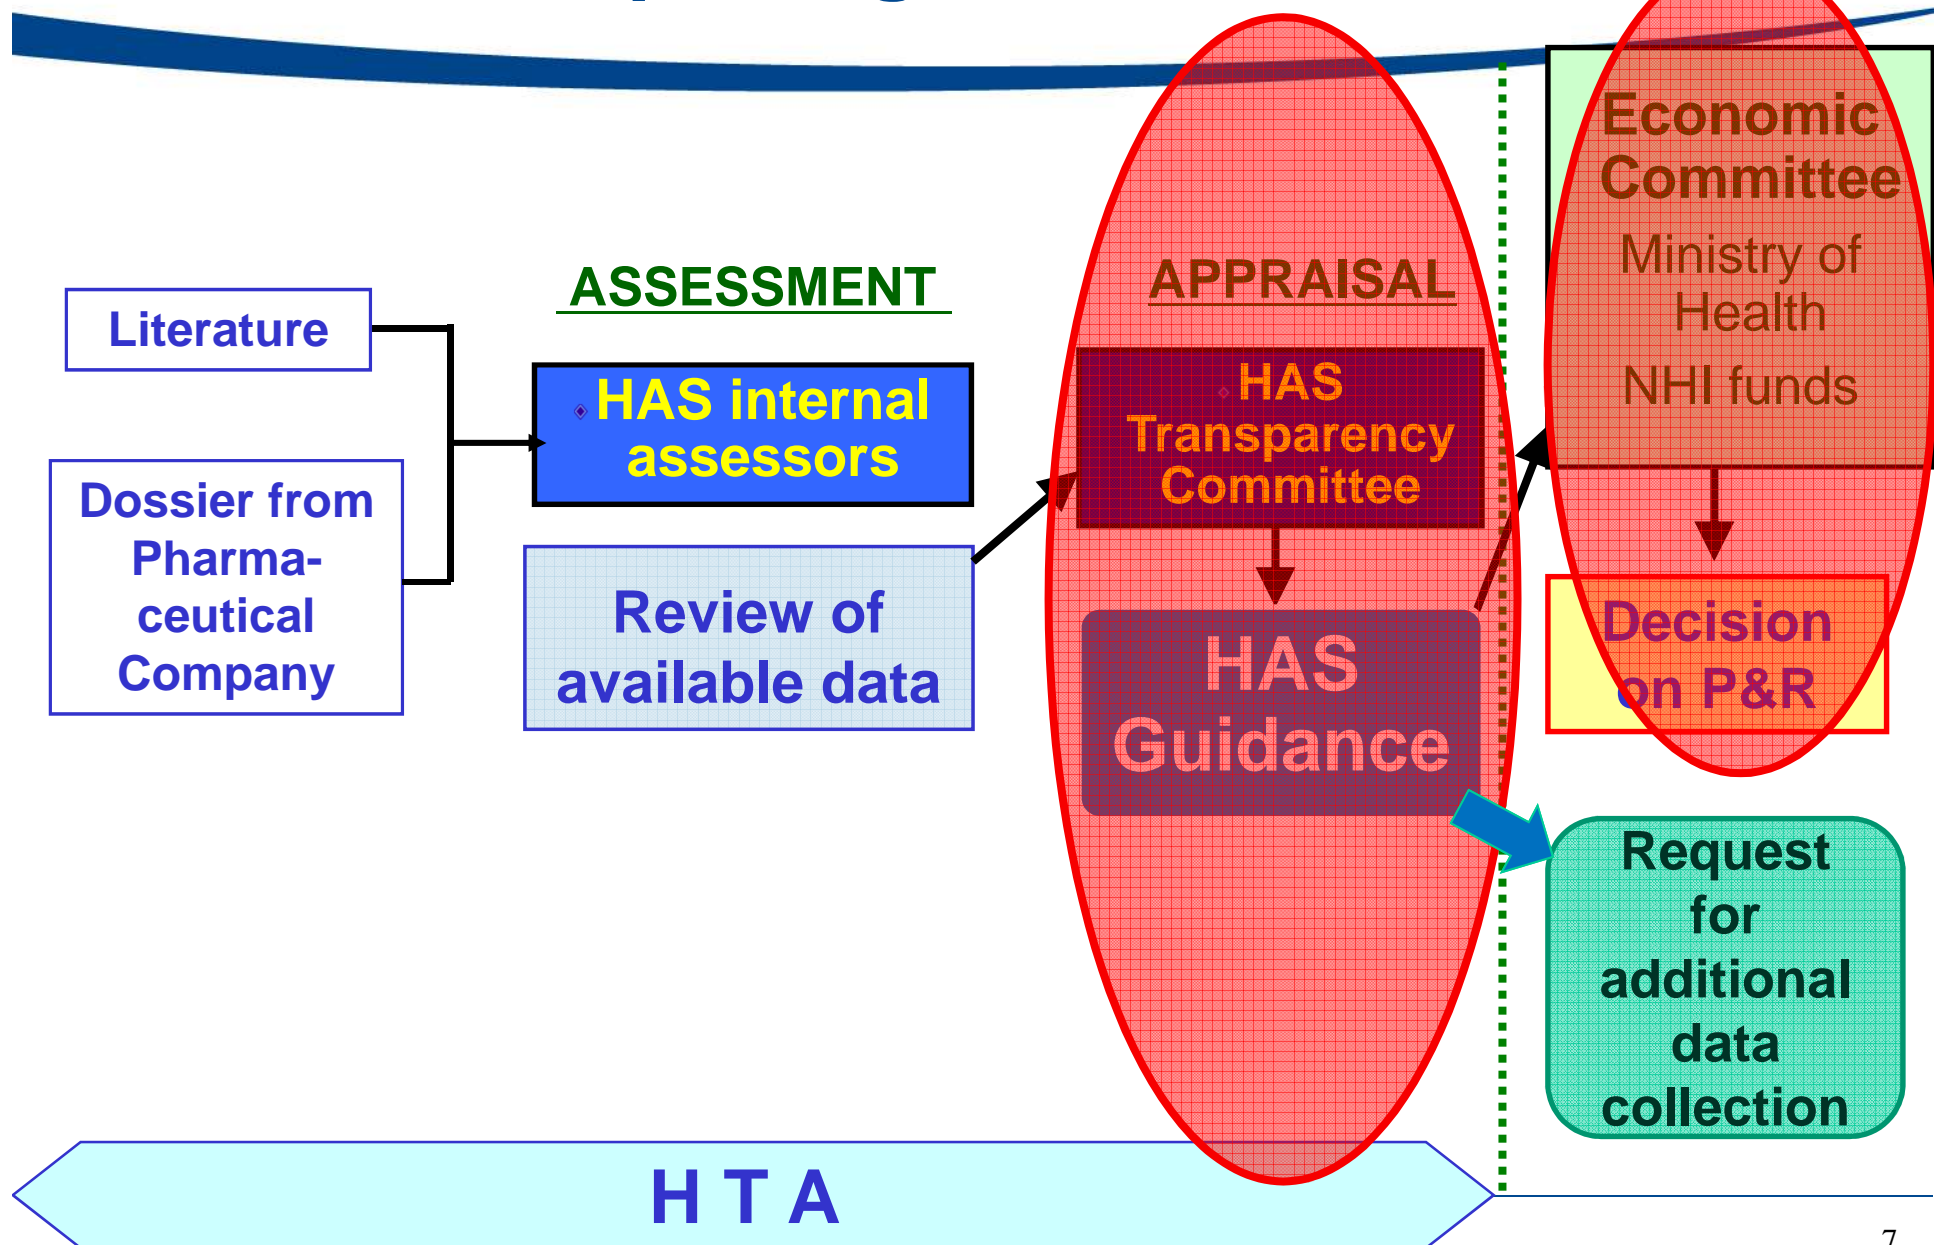 Literature
Dossier from
Pharma-
ceutical
Company
ASSESSMENT
HAS internal
assessors
Review of
available data
APPRAISAL
HAS
Transparency
Committee
HAS
Guidance
Economic
Committee
Ministry of
Health
NHI funds
Decision
on P&R
Request
for
additional
data
collection
H T A
7